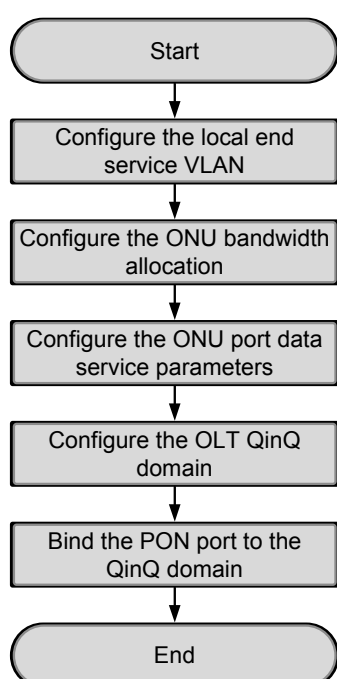 Start
Configure the local end
service VLAN
Configure the ONU bandwidth
allocation
Configure the ONU port data
service parameters
Configure the OLT QinQ
domain
Bind the PON port to the
QinQ domain
End